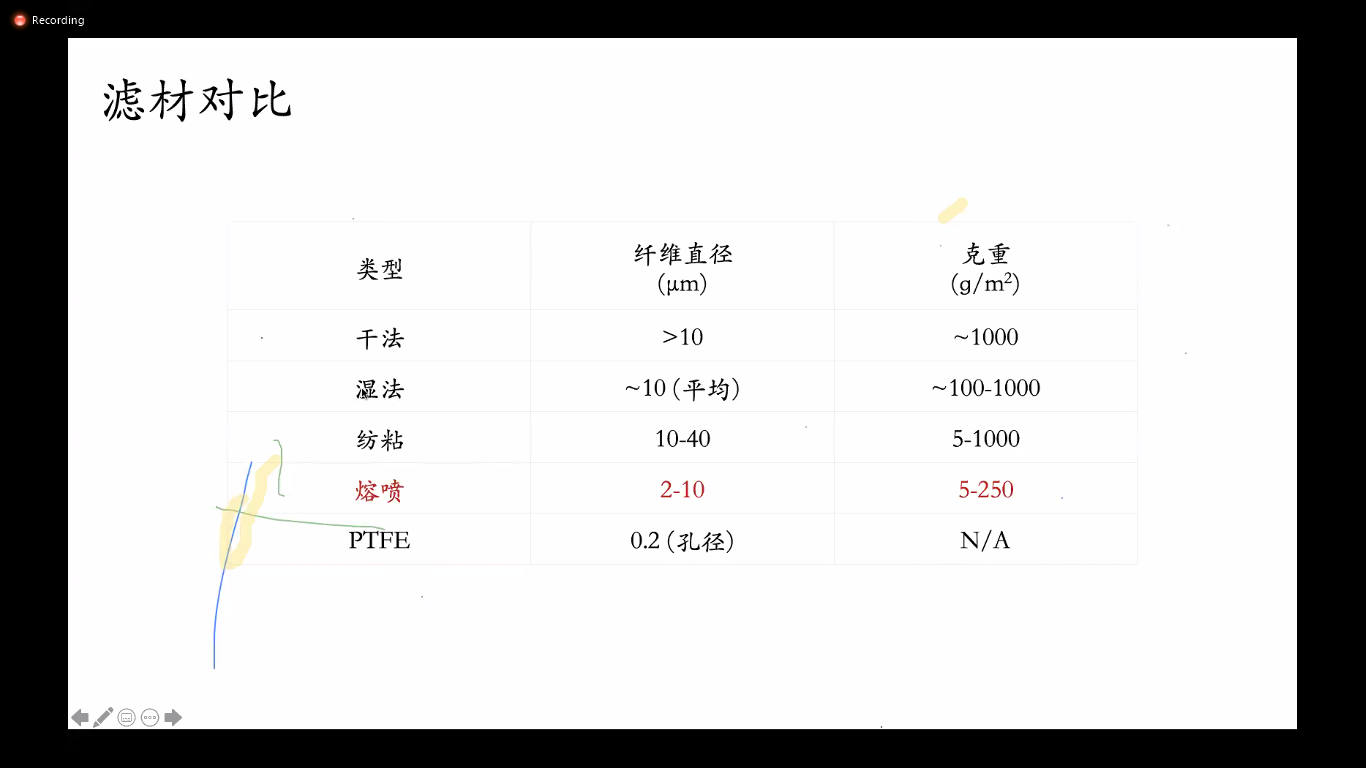 Recording
滤材对比
类型
纤维直径
(μm)
克重
(g/m²)
干法
>10
~1000
湿法
~10 (平均)
~100-1000
纺粘
10-40
5-1000
熔喷
2-10
5-250
PTFE
0.2 (孔径)
N/A